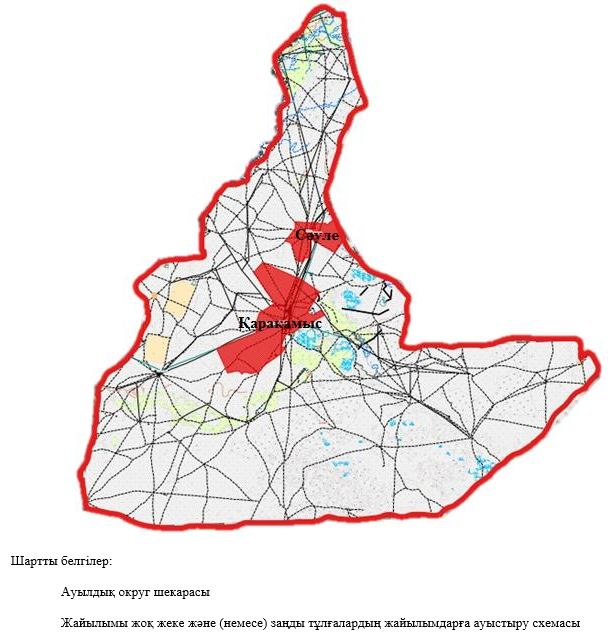 Сәуле
Қарақамыс
Шартты белгілер:
Ауылдық округ шекарасы
Жайылымы жоқ жеке және (немесе) заңды тұлғалардың жайылымдарға ауыстыру схемасы